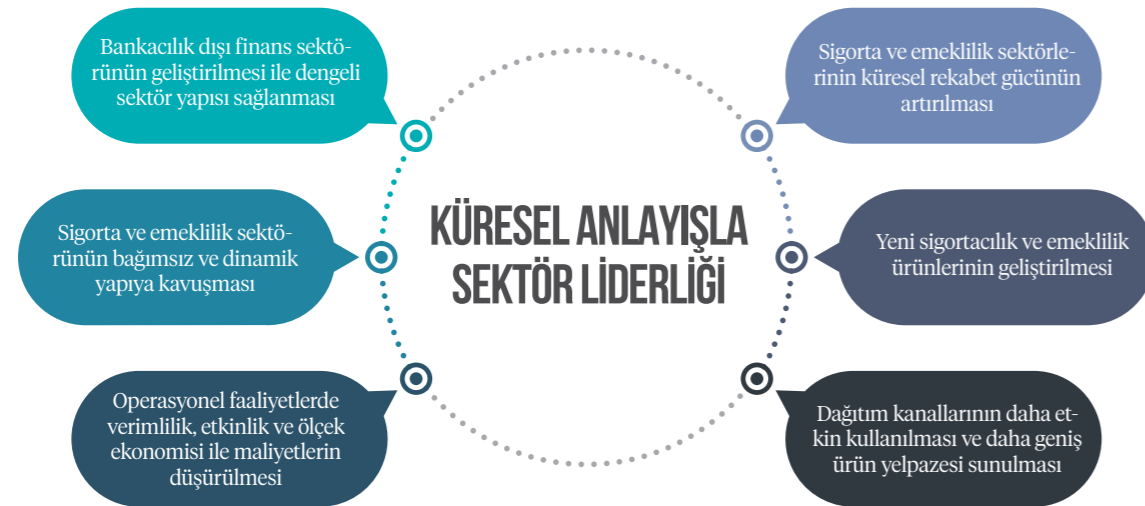 Bankacılık dışı finans sektö-
rünün geliştirilmesi ile dengeli
sektör yapısı sağlanması
Sigorta ve emeklilik sektö-
rünün bağımsız ve dinamik
yapıya kavuşması
Operasyonel faaliyetlerde
verimlilik, etkinlik ve ölçek
ekonomisi ile maliyetlerin
düşürülmesi
KÜRESEL ANLAYIŞLA
SEKTÖR LİDERLİĞİ
Sigorta ve emeklilik sektörle-
rinin küresel rekabet gücünün
artırılması
Yeni sigortacılık ve emeklilik
ürünlerinin geliştirilmesi
Dağıtım kanallarının daha et-
kin kullanılması ve daha geniş
ürün yelpazesi sunulması